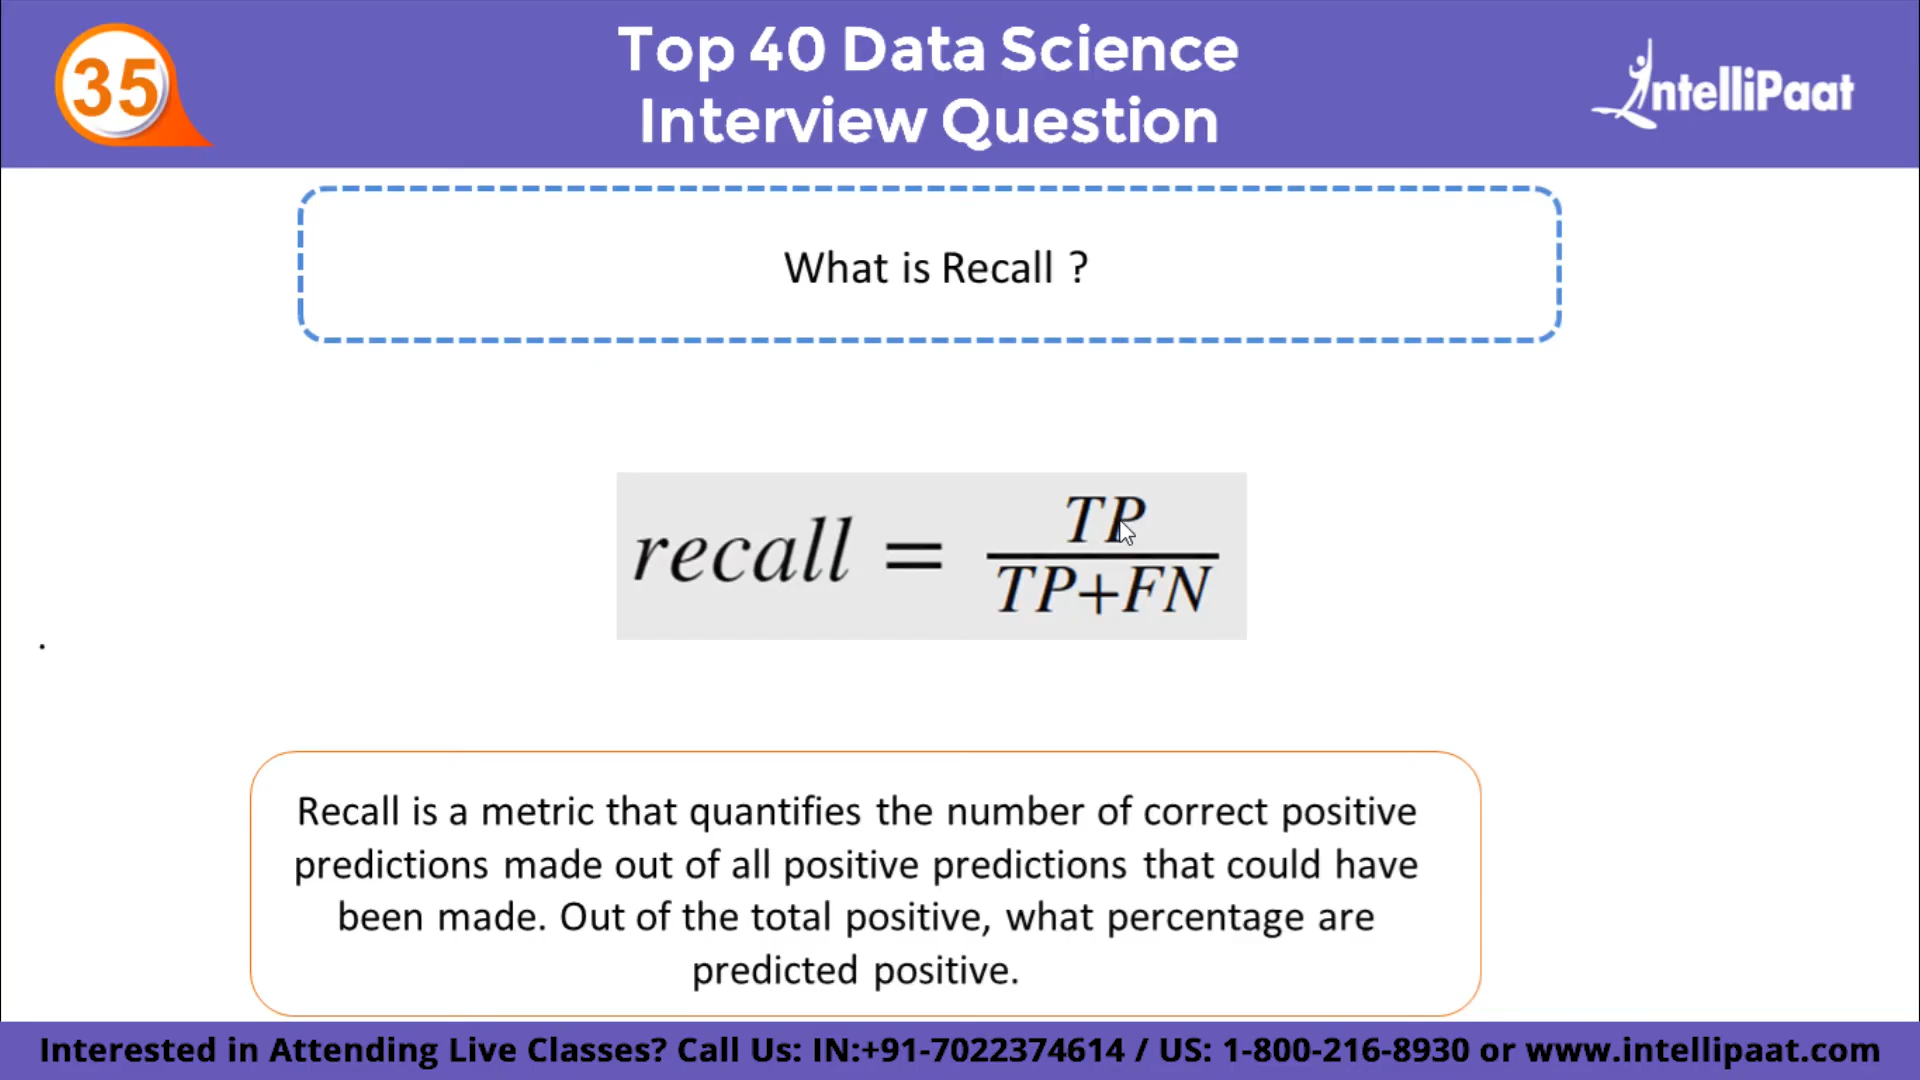 35
Top 40 Data Science
Interview Question
IntelliPaat
What is Recall ?
recall = TP
TP+FN
.
Recall is a metric that quantifies the number of correct positive
predictions made out of all positive predictions that could have
been made. Out of the total positive, what percentage are
predicted positive.
Interested in Attending Live Classes? Call Us: IN:+91-7022374614 / US: 1-800-216-8930 or www.intellipaat.com